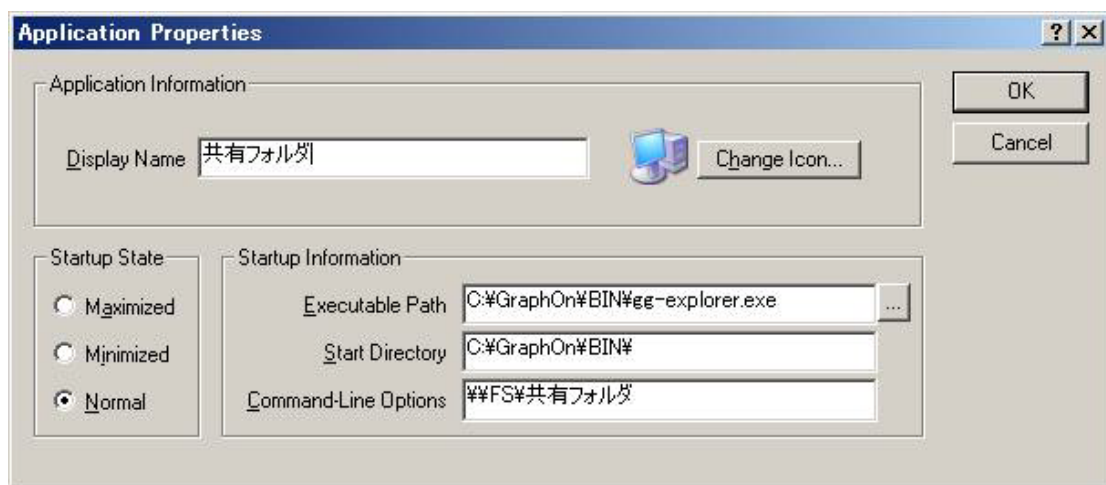 Application Properties
Application Information
Display Name 共有フォルダ Change Icon...
OK
Cancel
Startup State
Maximized
Minimized
Normal
Startup Information
Executable Path C:¥GraphOn¥BIN¥gg-explorer.exe ...
Start Directory C:¥GraphOn¥BIN¥
Command-Line Options ¥¥FS¥共有フォルダ